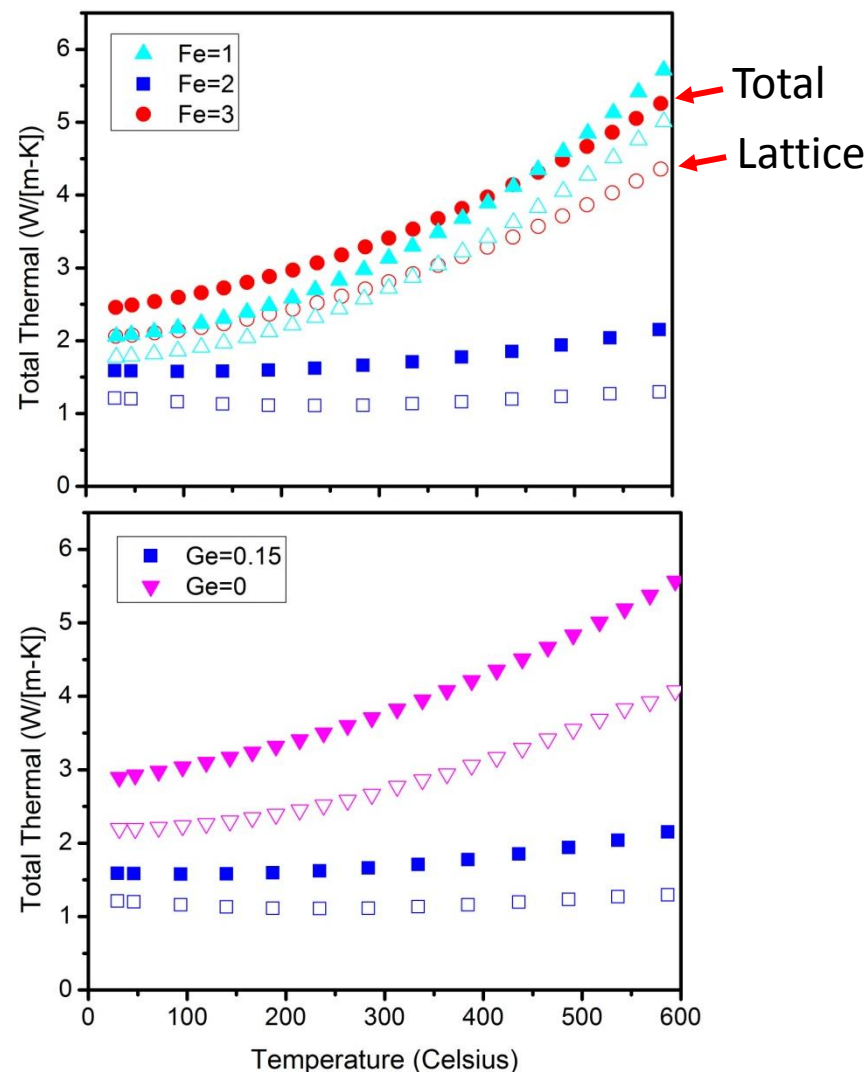 Total Thermal (W/[m-K])
6
5
4
3
2
1
0
Fe=1
Fe=2
Fe=3
Total
Lattice
Total Thermal (W/[m-K])
6
5
4
3
2
1
0
Ge=0.15
Ge=0
0 100 200 300 400 500 600
Temperature (Celsius)